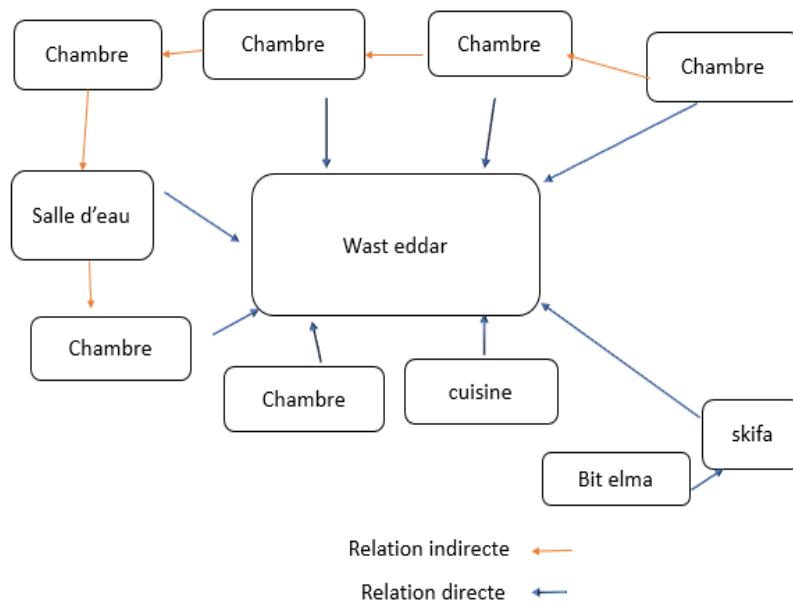 Chambre
Chambre
Chambre
Chambre
Salle d'eau
Wast eddar
Chambre
Chambre
cuisine
skifa
Bit elma
Relation indirecte
Relation directe